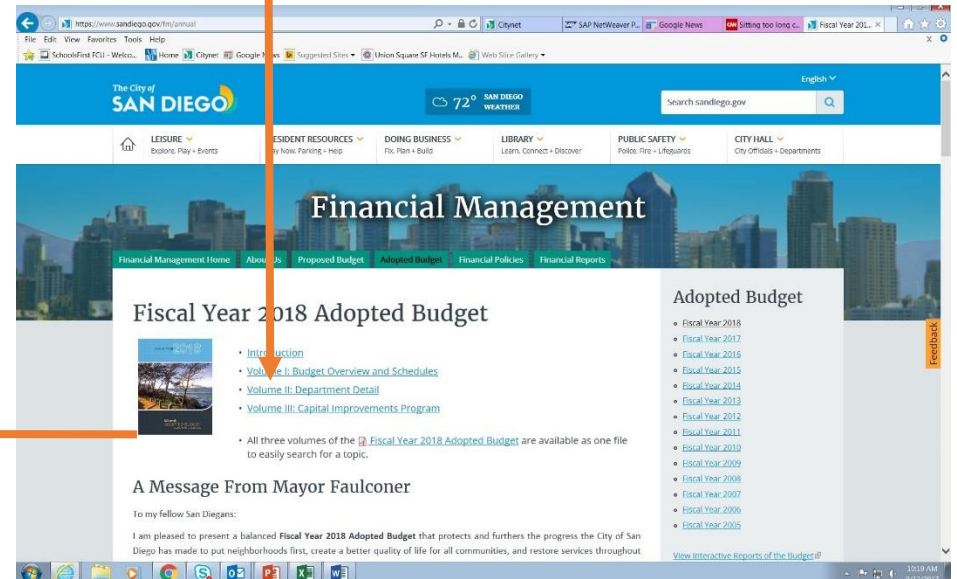 https://www.sandiego.gov/fm/annual
Citynet
SAP NetWeaver P...
Google News
Sitting too long c...
Fiscal Year 201...
File Edit View Favorites Tools Help
SchoolsFirst FCU - Welco... Home Citynet Google News Suggested Sites Union Square SF Hotels M... Web Slice Gallery
English
The City of
SAN DIEGO
72° SAN DIEGO WEATHER
Search sandiego.gov
LEISURE RESIDENT RESOURCES DOING BUSINESS LIBRARY PUBLIC SAFETY CITY HALL
Explore, Play + Events Pay Now, Parking + Help Fix, Plan + Build Learn, Connect + Discover Police, Fire + Lifeguards City Officials + Departments
Financial Management
Financial Management Home About Us Proposed Budget Adopted Budget Financial Policies Financial Reports
Fiscal Year 2018 Adopted Budget
2018
• Introduction
• Volume I: Budget Overview and Schedules
• Volume II: Department Detail
• Volume III: Capital Improvements Program
• All three volumes of the Fiscal Year 2018 Adopted Budget are available as one file
to easily search for a topic.
A Message From Mayor Faulconer
To my fellow San Diegans:
I am pleased to present a balanced Fiscal Year 2018 Adopted Budget that protects and furthers the progress the City of San
Diego has made to put neighborhoods first, create a better quality of life for all communities, and restore services throughout
Adopted Budget
Fiscal Year 2018
Fiscal Year 2017
Fiscal Year 2016
Fiscal Year 2015
Fiscal Year 2014
Fiscal Year 2013
Fiscal Year 2012
Fiscal Year 2011
Fiscal Year 2010
Fiscal Year 2009
Fiscal Year 2008
Fiscal Year 2007
Fiscal Year 2006
Fiscal Year 2005
View Interactive Reports of the Budget
Feedback
10:19 AM